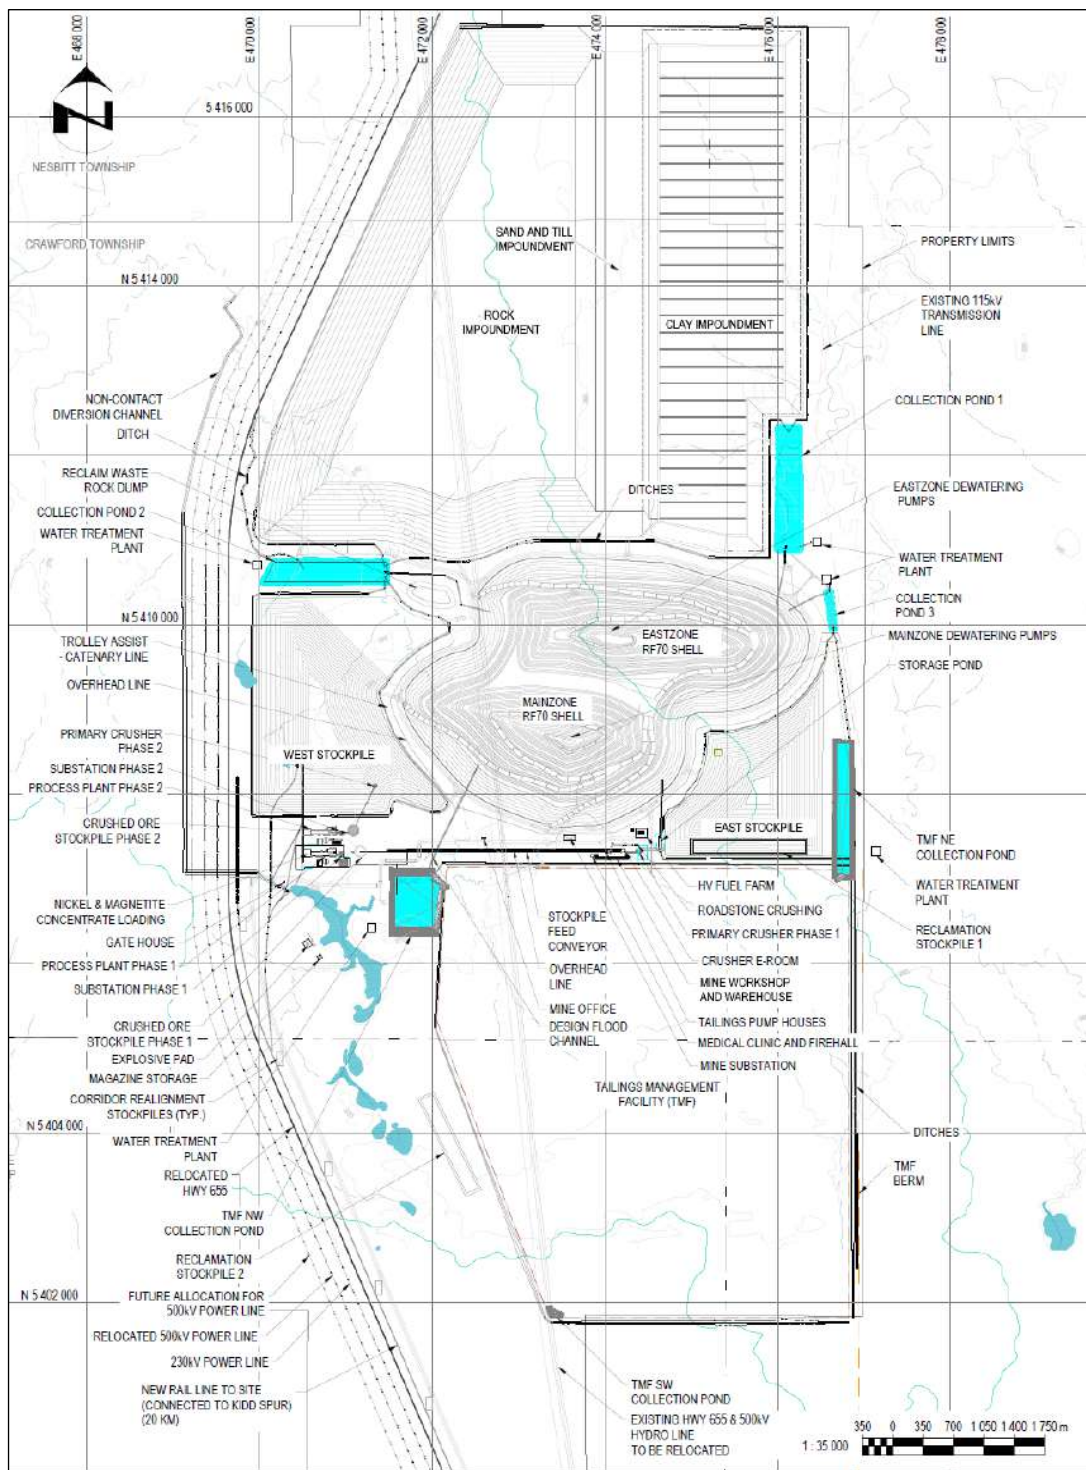 E 468 000
E 470 000
E 472 000
E 474 000
E 476 000
E 478 000
5 416 000
N
NESBITT TOWNSHIP
CRAWFORD TOWNSHIP
N 5 414 000
SAND AND TILL
IMPOUNDMENT
PROPERTY LIMITS
ROCK
IMPOUNDMENT
CLAY IMPOUNDMENT
EXISTING 115kV
TRANSMISSION
LINE
NON-CONTACT
DIVERSION CHANNEL
DITCH
COLLECTION POND 1
RECLAIM WASTE
ROCK DUMP
COLLECTION POND 2
WATER TREATMENT
PLANT
DITCHES
EASTZONE DEWATERING
PUMPS
WATER TREATMENT
PLANT
COLLECTION
POND 3
N 5 410 000
TROLLEY ASSIST
- CATENARY LINE
OVERHEAD LINE
EASTZONE
RF70 SHELL
MAINZONE DEWATERING PUMPS
STORAGE POND
MAINZONE
RF70 SHELL
PRIMARY CRUSHER
PHASE 2
SUBSTATION PHASE 2
PROCESS PLANT PHASE 2
WEST STOCKPILE
CRUSHED ORE
STOCKPILE PHASE 2
EAST STOCKPILE
TMF NE
COLLECTION POND
WATER TREATMENT
PLANT
RECLAMATION
STOCKPILE 1
NICKEL & MAGNETITE
CONCENTRATE LOADING
GATE HOUSE
PROCESS PLANT PHASE 1
SUBSTATION PHASE 1
CRUSHED ORE
STOCKPILE PHASE 1
EXPLOSIVE PAD
MAGAZINE STORAGE
CORRIDOR REALIGNMENT
STOCKPILES (TYP.)
WATER TREATMENT
PLANT
RELOCATED
HWY 655
TMF NW
COLLECTION POND
RECLAMATION
STOCKPILE 2
FUTURE ALLOCATION FOR
500kV POWER LINE
RELOCATED 500kV POWER LINE
230kV POWER LINE
NEW RAIL LINE TO SITE
(CONNECTED TO KIDD SPUR)
(20 KM)
STOCKPILE
FEED
CONVEYOR
OVERHEAD
LINE
MINE OFFICE
DESIGN FLOOD
CHANNEL
HV FUEL FARM
ROADSTONE CRUSHING
PRIMARY CRUSHER PHASE 1
CRUSHER E-ROOM
MINE WORKSHOP
AND WAREHOUSE
TAILINGS PUMP HOUSES
MEDICAL CLINIC AND FIREHALL
MINE SUBSTATION
TAILINGS MANAGEMENT
FACILITY (TMF)
N 5 404 000
DITCHES
TMF
BERM
N 5 402 000
TMF SW
COLLECTION POND
EXISTING HWY 655 & 500kV
HYDRO LINE
TO BE RELOCATED
1 : 35 000
350 0 350 700 1 050 1 400 1 750 m